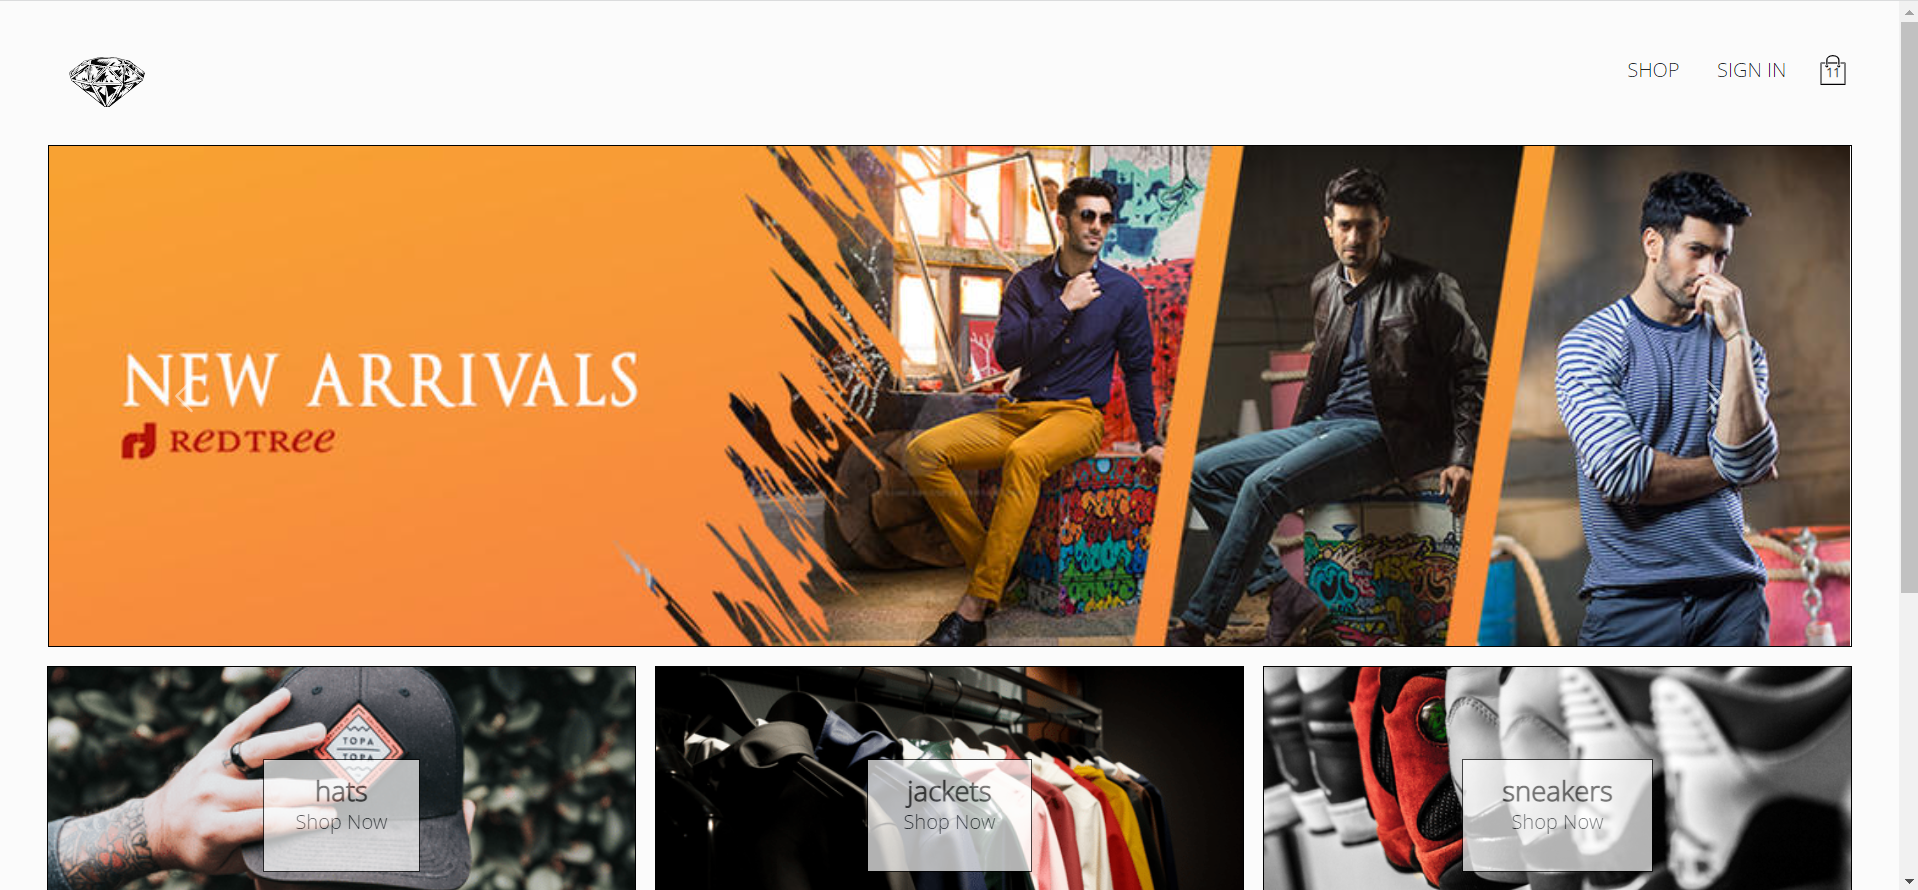 SHOP SIGN IN 11
NEW ARRIVALS
REDTREE
TOPA
TOPA
hats
Shop Now
jackets
Shop Now
sneakers
Shop Now